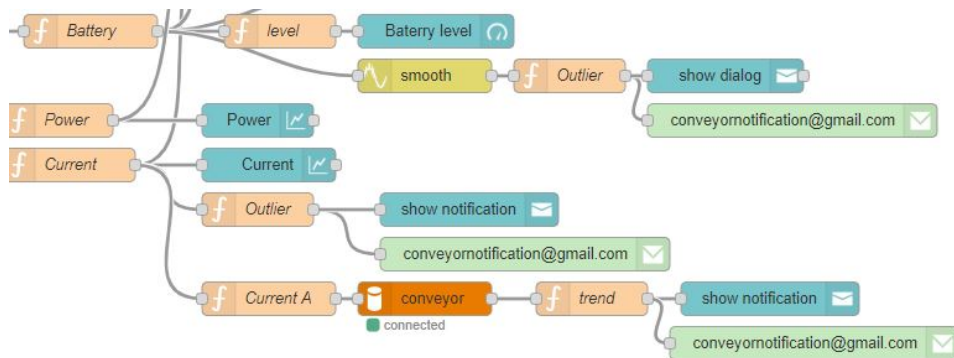 Battery
level
Baterry level
smooth
Outlier
show dialog
conveyornotification@gmail.com
Power
Power
Current
Current
Outlier
show notification
conveyornotification@gmail.com
Current A
conveyor
trend
show notification
connected
conveyornotification@gmail.com